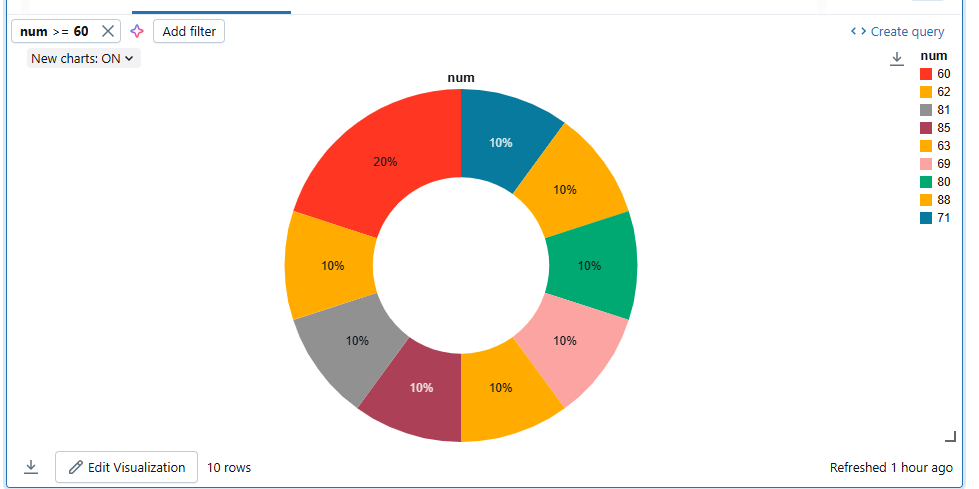 num >= 60
Add filter
Create query
New charts: ON
num
num
60
62
81
85
63
69
80
88
71
10%
20%
10%
10%
10%
10%
10%
10%
10%
Edit Visualization
10 rows
Refreshed 1 hour ago